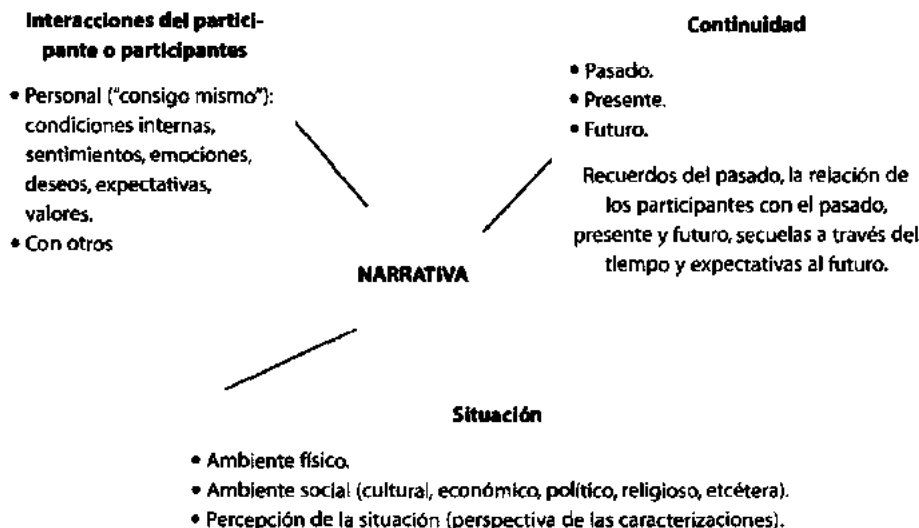 Interacciones del partici-
pante o participantes
• Personal ("consigo mismo"):
condiciones internas,
sentimientos, emociones,
deseos, expectativas,
valores.
• Con otros
Continuidad
• Pasado.
• Presente.
• Futuro.
Recuerdos del pasado, la relación de
los participantes con el pasado,
presente y futuro, secuelas a través del
tiempo y expectativas al futuro.
NARRATIVA
Situación
• Ambiente físico.
• Ambiente social (cultural, económico, político, religioso, etcétera).
• Percepción de la situación (perspectiva de las caracterizaciones).